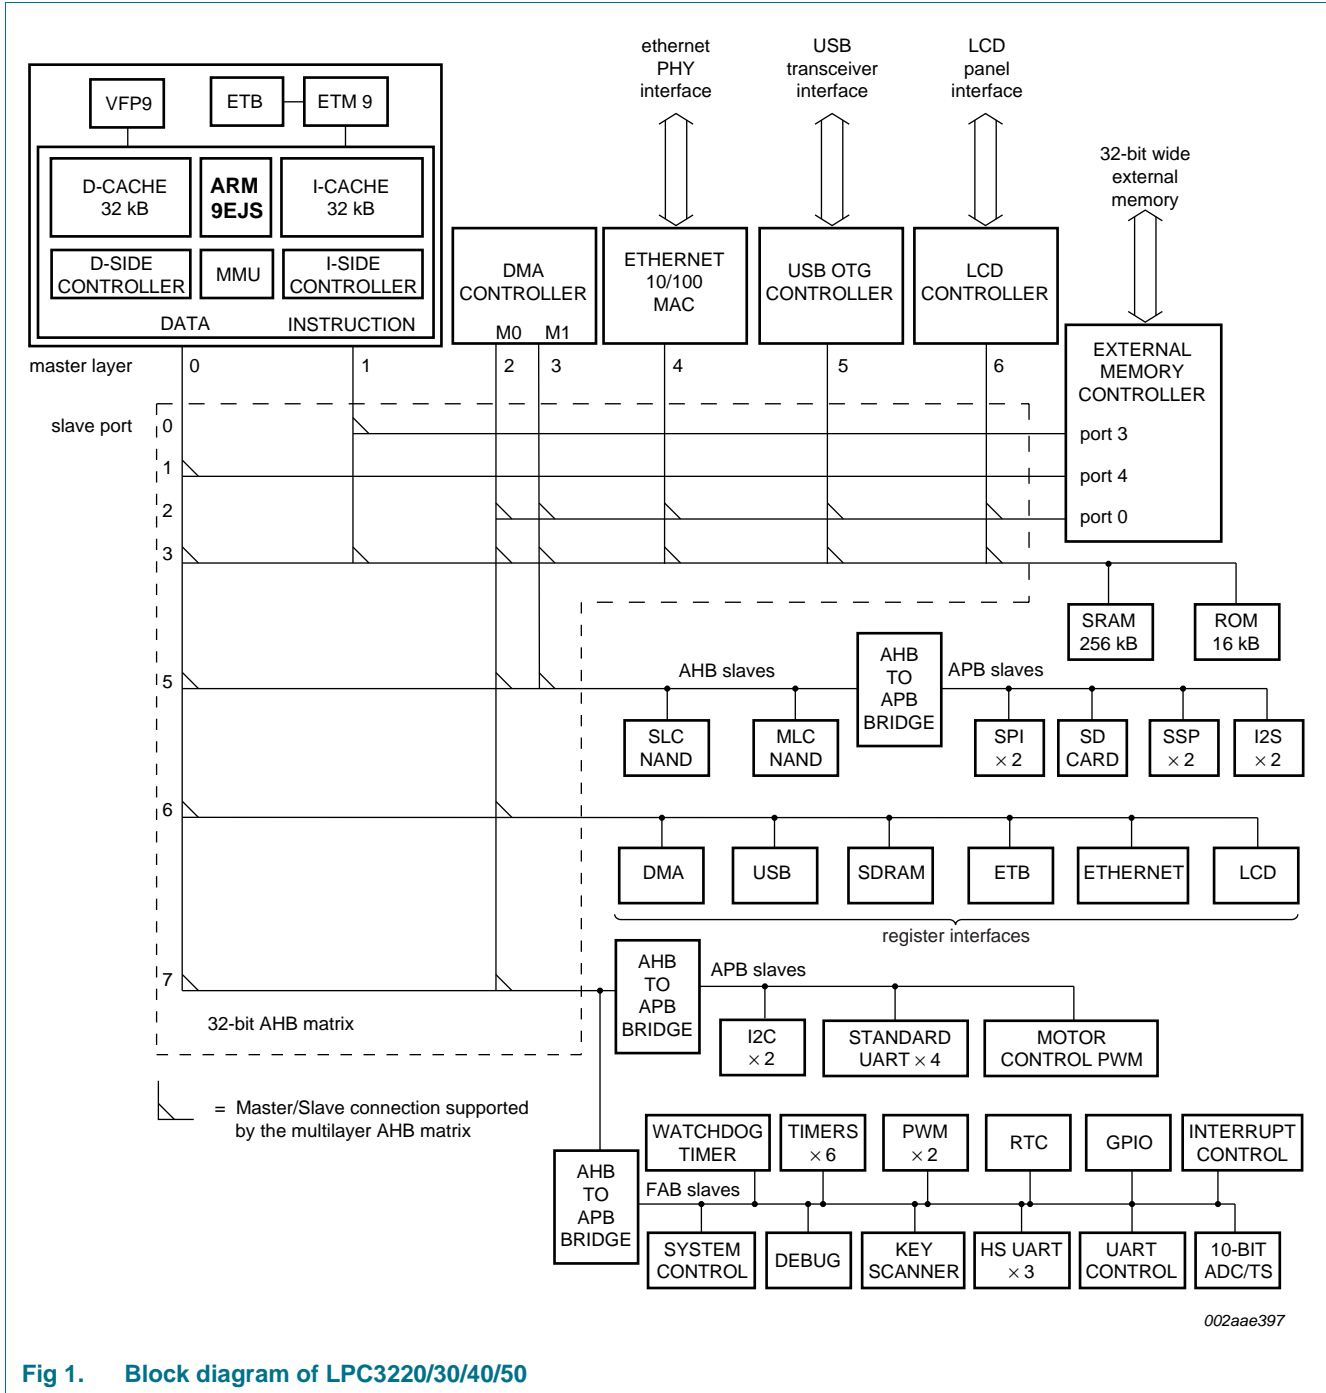 ethernet
PHY
interface
USB
transceiver
interface
LCD
panel
interface
32-bit wide
external
memory
VFP9
ETB
ETM 9
D-CACHE
32 kB
ARM
9EJS
I-CACHE
32 kB
D-SIDE
CONTROLLER
MMU
I-SIDE
CONTROLLER
DATA
INSTRUCTION
DMA
CONTROLLER
M0
M1
ETHERNET
10/100
MAC
USB OTG
CONTROLLER
LCD
CONTROLLER
EXTERNAL
MEMORY
CONTROLLER
port 3
port 4
port 0
master layer
0
1
2
3
4
5
6
slave port
0
1
2
3
5
6
7
SRAM
256 kB
ROM
16 kB
AHB slaves
AHB
TO
APB
BRIDGE
APB slaves
SLC
NAND
MLC
NAND
SPI
× 2
SD
CARD
SSP
× 2
I2S
× 2
DMA
USB
SDRAM
ETB
ETHERNET
LCD
register interfaces
AHB
TO
APB
BRIDGE
APB slaves
I2C
× 2
STANDARD
UART × 4
MOTOR
CONTROL PWM
32-bit AHB matrix
= Master/Slave connection supported
by the multilayer AHB matrix
AHB
TO
APB
BRIDGE
FAB slaves
WATCHDOG
TIMER
TIMERS
× 6
PWM
× 2
RTC
GPIO
INTERRUPT
CONTROL
SYSTEM
CONTROL
DEBUG
KEY
SCANNER
HS UART
× 3
UART
CONTROL
10-BIT
ADC/TS
002aae397
Fig 1. Block diagram of LPC3220/30/40/50